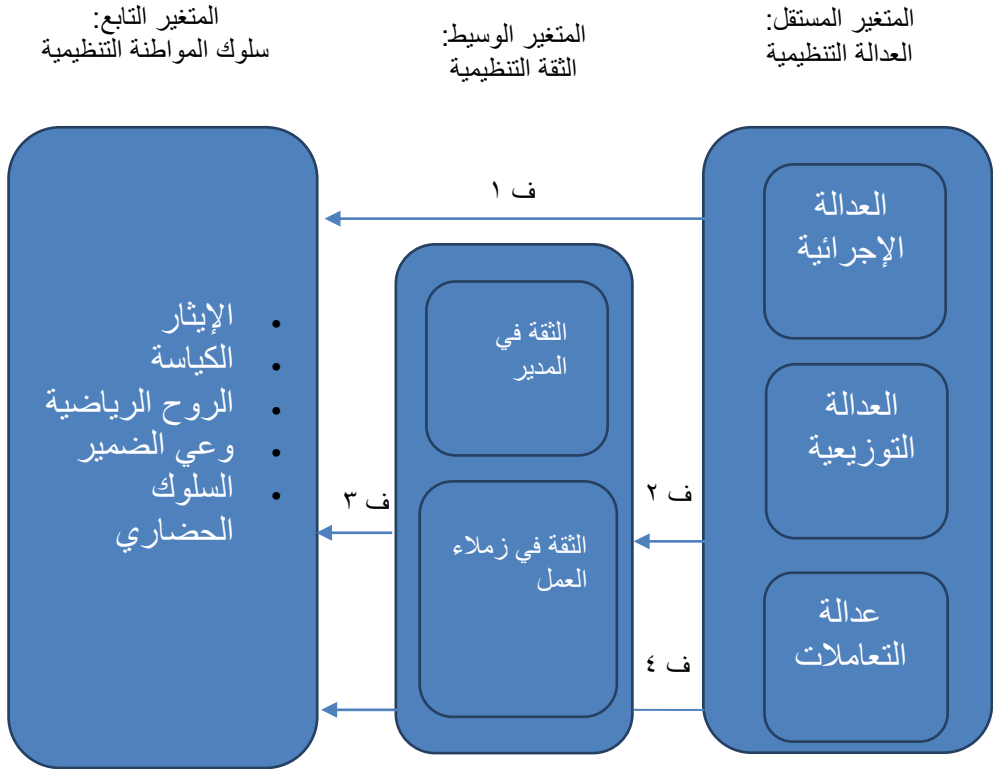 المتغير المستقل:
العدالة التنظيمية
المتغير الوسيط:
الثقة التنظيمية
المتغير التابع:
سلوك المواطنة التنظيمية
العدالة
الإجرائية
العدالة
التوزيعية
عدالة
التعاملات
ف ١
ف ٢
ف ٤
الثقة في
المدير
الثقة في زملاء
العمل
ف ٣
• الإيثار
• الكياسة
• الروح الرياضية
• وعي الضمير
• السلوك
الحضاري